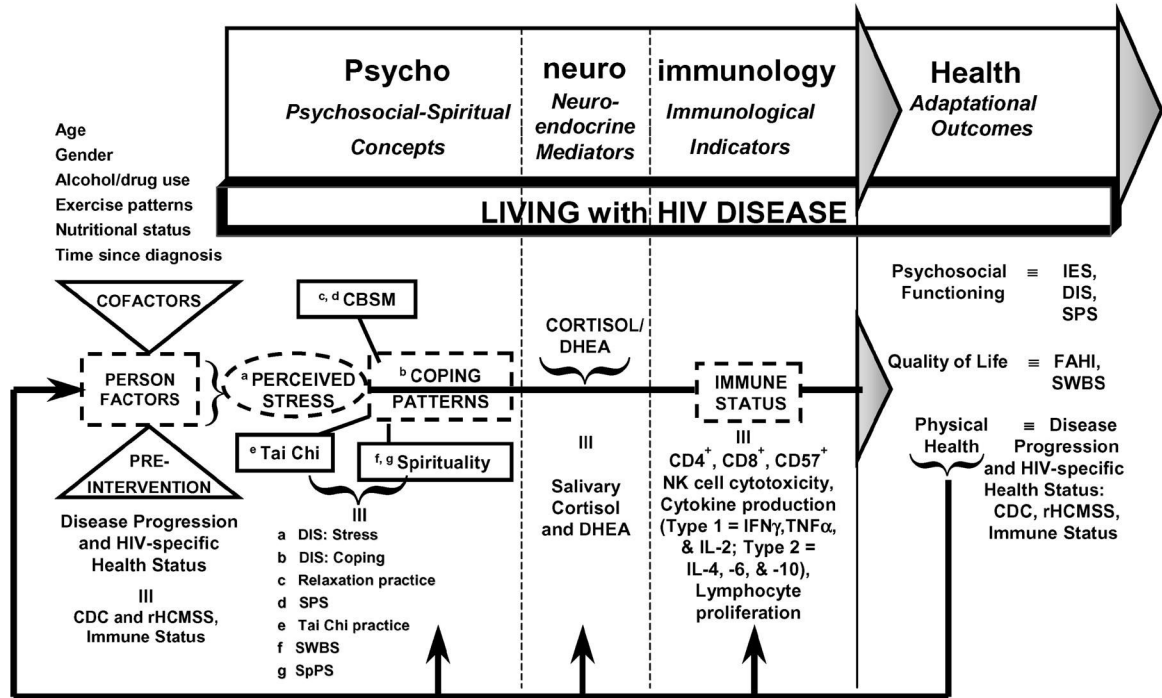 Psycho
Psychosocial-Spiritual
Concepts
neuro
Neuro-
endocrine
Mediators
immunology
Immunological
Indicators
Health
Adaptational
Outcomes
LIVING with HIV DISEASE
Age
Gender
Alcohol/drug use
Exercise patterns
Nutritional status
Time since diagnosis
COFACTORS
PERSON
FACTORS
PRE-
INTERVENTION
Disease Progression
and HIV-specific
Health Status
III
CDC and rHCMSS,
Immune Status
a PERCEIVED
STRESS
c, d CBSM
b COPING
PATTERNS
e Tai Chi
f, g Spirituality
III
a DIS: Stress
b DIS: Coping
c Relaxation practice
d SPS
e Tai Chi practice
f SWBS
g SpPS
CORTISOL/
DHEA
III
Salivary
Cortisol
and DHEA
IMMUNE
STATUS
III
CD4+, CD8+, CD57+
NK cell cytotoxicity,
Cytokine production
(Type 1 = IFNγ,TNFα,
& IL-2; Type 2 =
IL-4, -6, & -10),
Lymphocyte
proliferation
Psychosocial ≡ IES,
Functioning DIS,
SPS
Quality of Life ≡ FAHI,
SWBS
Physical ≡ Disease
Health Progression
and HIV-specific
Health Status:
CDC, rHCMSS,
Immune Status